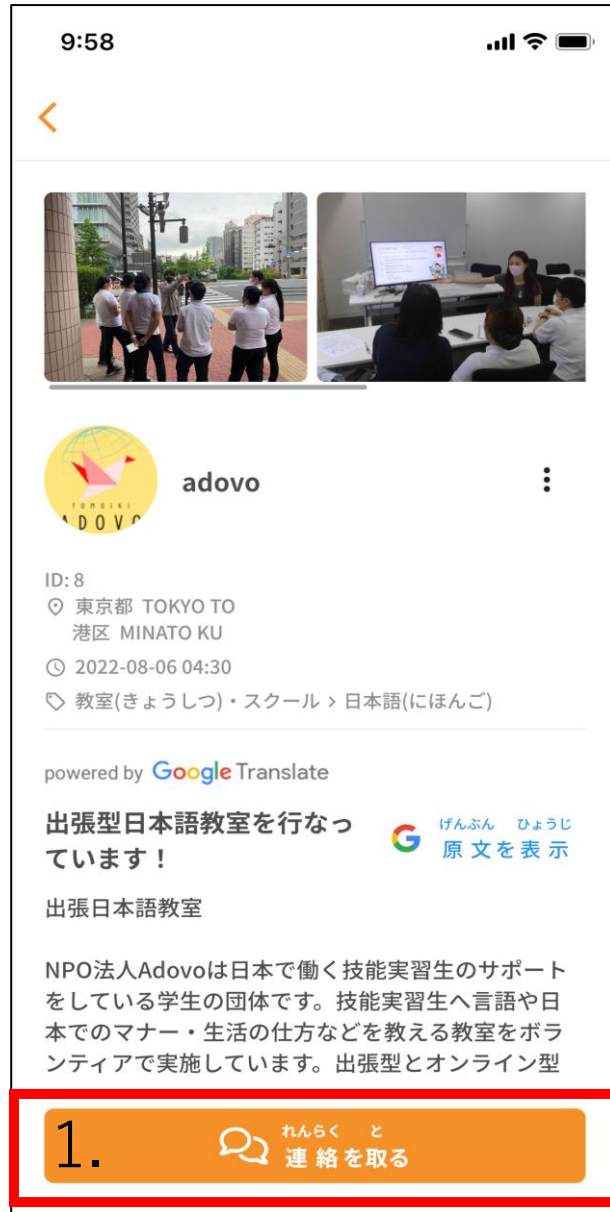 9:58
TOMOIKI
ADOVO
adovo
ID: 8
東京都 TOKYO TO
港区 MINATO KU
2022-08-06 04:30
教室(きょうしつ)・スクール > 日本語(にほんご)
powered by Google Translate
出張型日本語教室を行なっ
ています！
げんぶん ひょうじ
原文を表示
出張日本語教室
NPO法人Adovoは日本で働く技能実習生のサポート
をしている学生の団体です。技能実習生へ言語や日
本でのマナー・生活の仕方などを教える教室をボラ
ンティアで実施しています。出張型とオンライン型
1.
れんらく と
連絡を取る